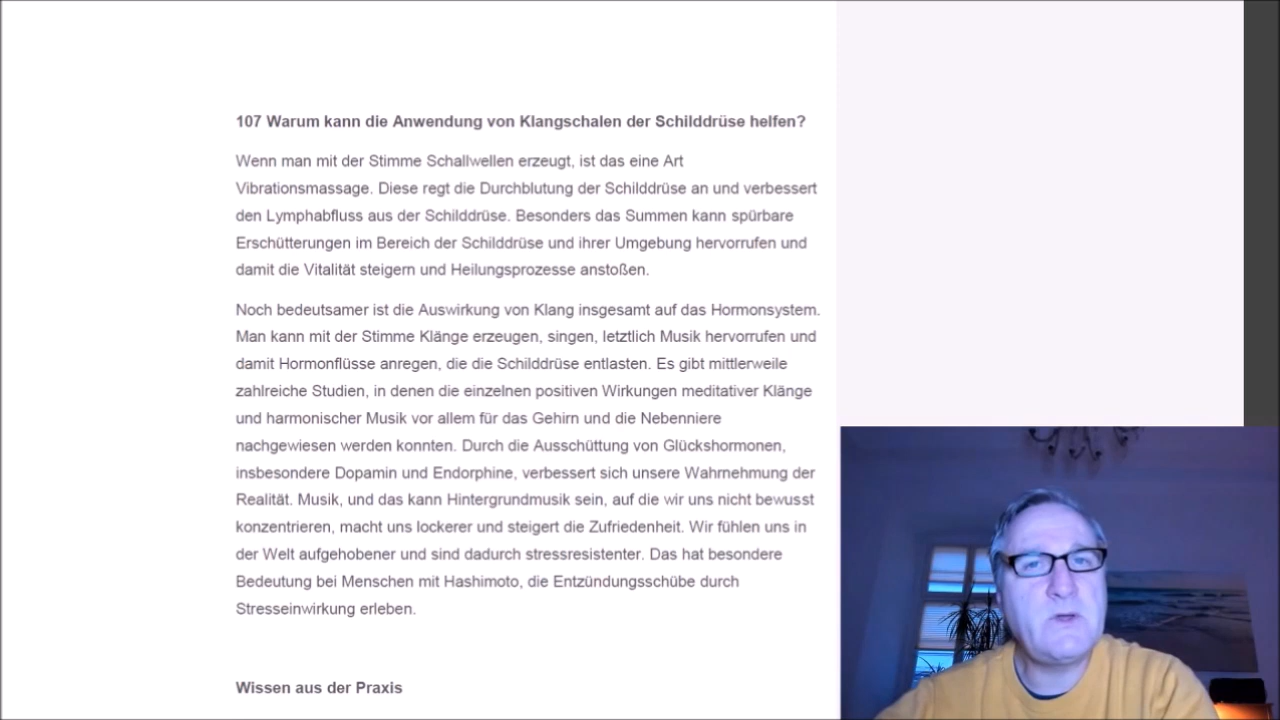 107 Warum kann die Anwendung von Klangschalen der Schilddrüse helfen?
Wenn man mit der Stimme Schallwellen erzeugt, ist das eine Art
Vibrationsmassage. Diese regt die Durchblutung der Schilddrüse an und verbessert
den Lymphabfluss aus der Schilddrüse. Besonders das Summen kann spürbare
Erschütterungen im Bereich der Schilddrüse und ihrer Umgebung hervorrufen und
damit die Vitalität steigern und Heilungsprozesse anstoßen.
Noch bedeutsamer ist die Auswirkung von Klang insgesamt auf das Hormonsystem.
Man kann mit der Stimme Klänge erzeugen, singen, letztlich Musik hervorrufen und
damit Hormonflüsse anregen, die die Schilddrüse entlasten. Es gibt mittlerweile
zahlreiche Studien, in denen die einzelnen positiven Wirkungen meditativer Klänge
und harmonischer Musik vor allem für das Gehirn und die Nebenniere
nachgewiesen werden konnten. Durch die Ausschüttung von Glückshormonen,
insbesondere Dopamin und Endorphine, verbessert sich unsere Wahrnehmung der
Realität. Musik, und das kann Hintergrundmusik sein, auf die wir uns nicht bewusst
konzentrieren, macht uns lockerer und steigert die Zufriedenheit. Wir fühlen uns in
der Welt aufgehobener und sind dadurch stressresistenter. Das hat besondere
Bedeutung bei Menschen mit Hashimoto, die Entzündungsschübe durch
Stresseinwirkung erleben.
Wissen aus der Praxis